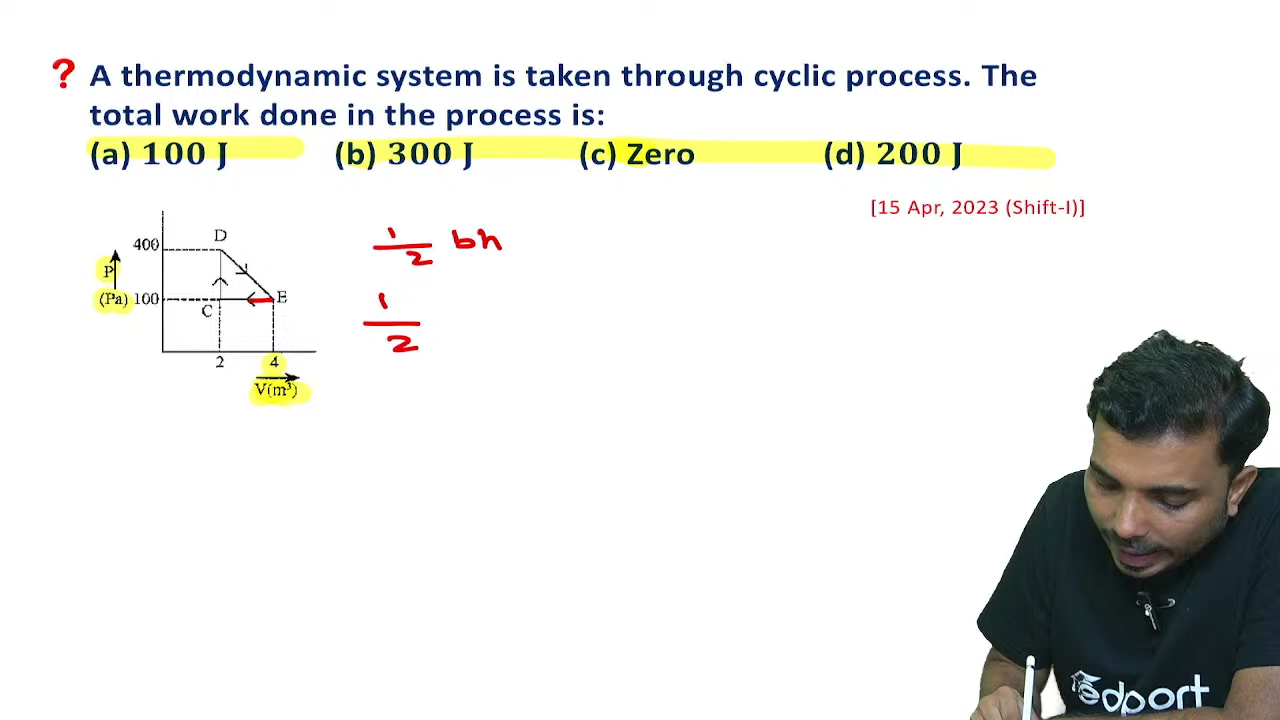 ? A thermodynamic system is taken through cyclic process. The
total work done in the process is:
(a) 100 J (b) 300 J (c) Zero (d) 200 J
[15 Apr, 2023 (Shift-I)]
D
400
P
(Pa)
100
C
E
2
4
V(m³)
1/2 bh
1/2
edport